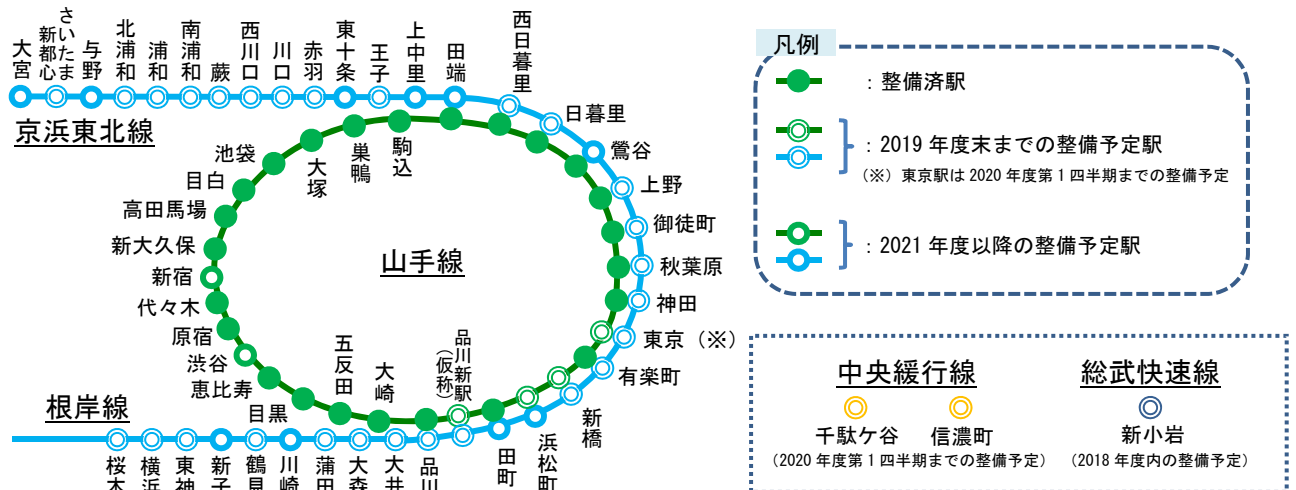 大宮
さいたま新都心
与野
北浦和
浦和
南浦和
蕨
西川口
川口
赤羽
東十条
王子
上中里
田端
西日暮里
日暮里
鶯谷
上野
御徒町
秋葉原
神田
東京（※）
有楽町
新橋
浜松町
田町
京浜東北線
池袋
目白
高田馬場
新大久保
新宿
代々木
原宿
渋谷
恵比寿
目黒
五反田
大崎
品川新駅
（仮称）
大塚
巣鴨
駒込
山手線
根岸線
桜木
横浜
東神
新子
鶴見
川崎
蒲田
大森
大井
品川
凡例
：整備済駅
：2019 年度末までの整備予定駅
（※）東京駅は 2020 年度第 1 四半期までの整備予定
：2021 年度以降の整備予定駅
中央緩行線
千駄ケ谷
信濃町
（2020 年度第 1 四半期までの整備予定）
総武快速線
新小岩
（2018 年度内の整備予定）